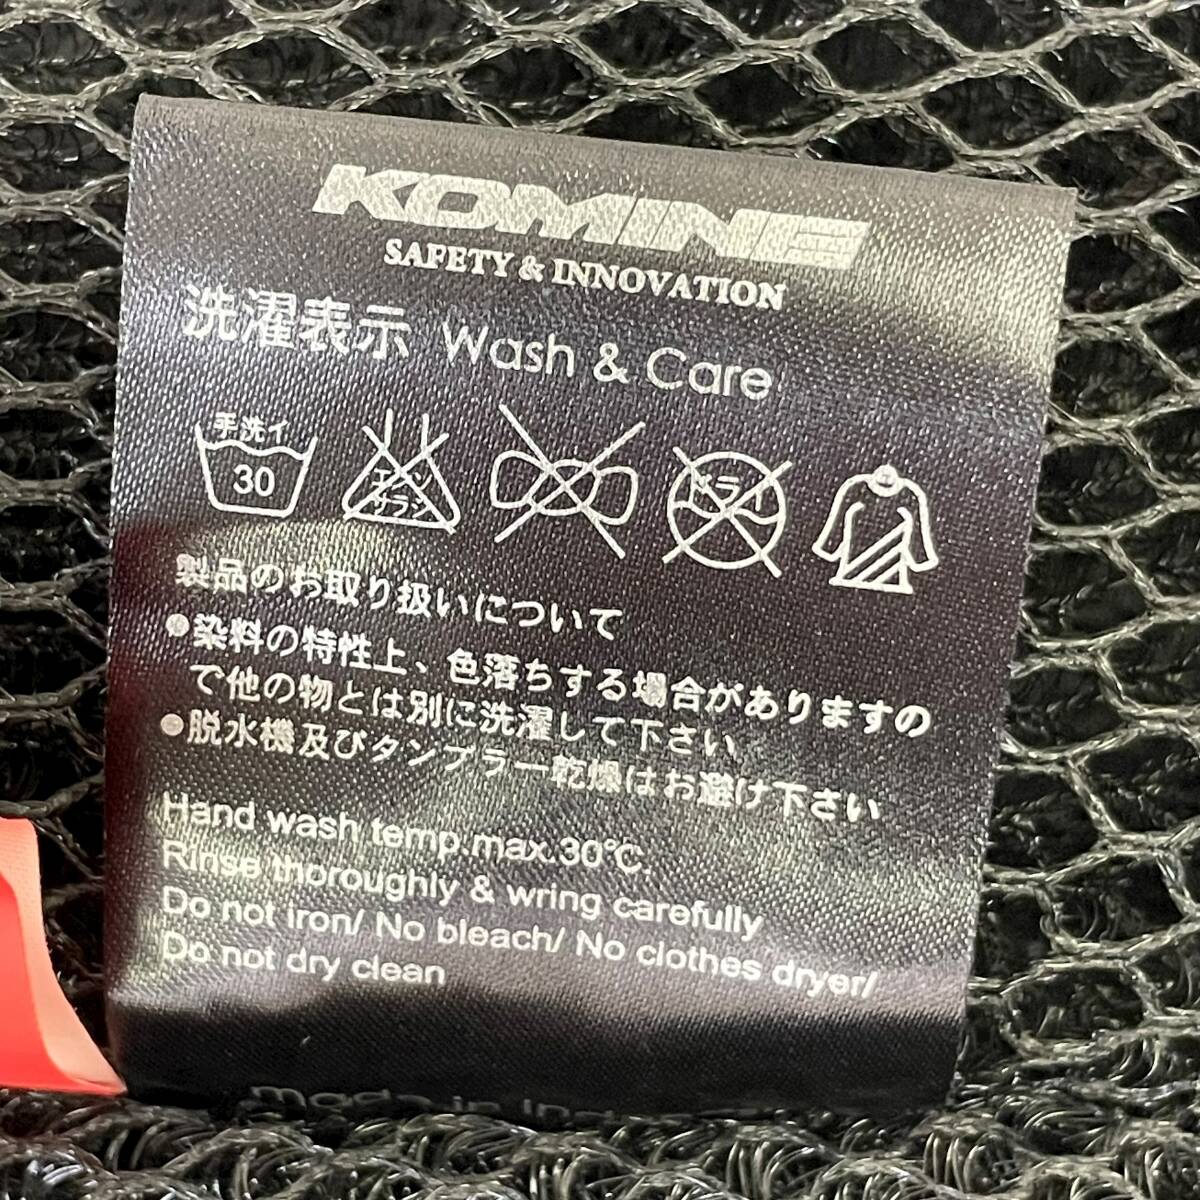 KOMINE
SAFETY & INNOVATION
洗濯表示 Wash & Care
手洗イ
30
エンソ
サラシ
ドライ
製品のお取り扱いについて
●染料の特性上、色落ちする場合がありますの
で他の物とは別に洗濯して下さい
●脱水機及びタンブラー乾燥はお避け下さい
Hand wash temp.max.30℃.
Rinse thoroughly & wring carefully
Do not iron/ No bleach/ No clothes dryer/
Do not dry clean
made in